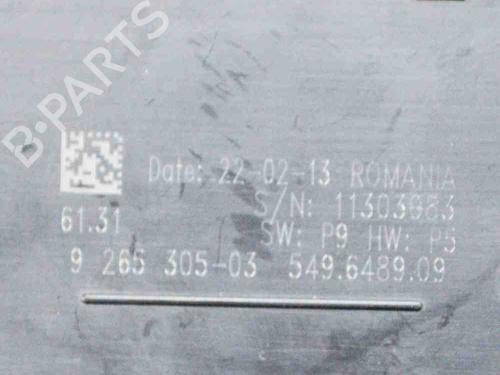 B-PARTS
Date: 22-02-13 ROMANIA
S/N: 11303083
61.31
SW: P9 HW: P5
9 265 305-03 549.6489.09